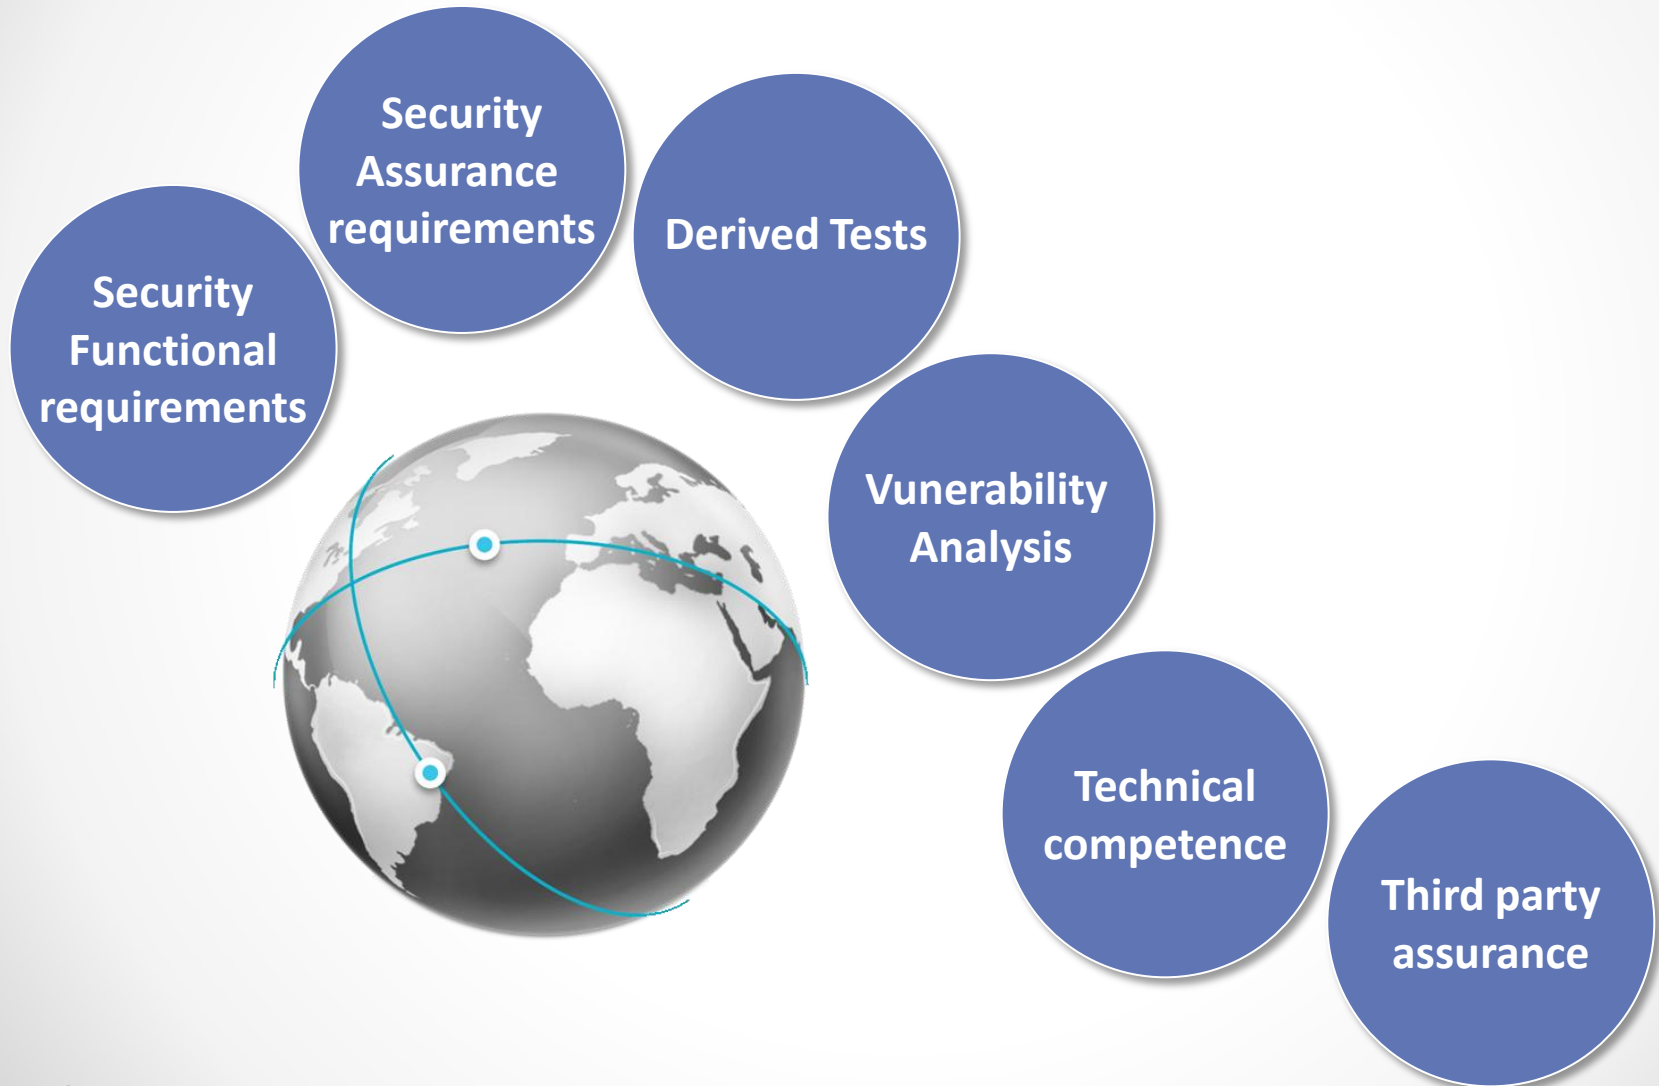 Security
Functional
requirements
Security
Assurance
requirements
Derived Tests
Vunerability
Analysis
Technical
competence
Third party
assurance